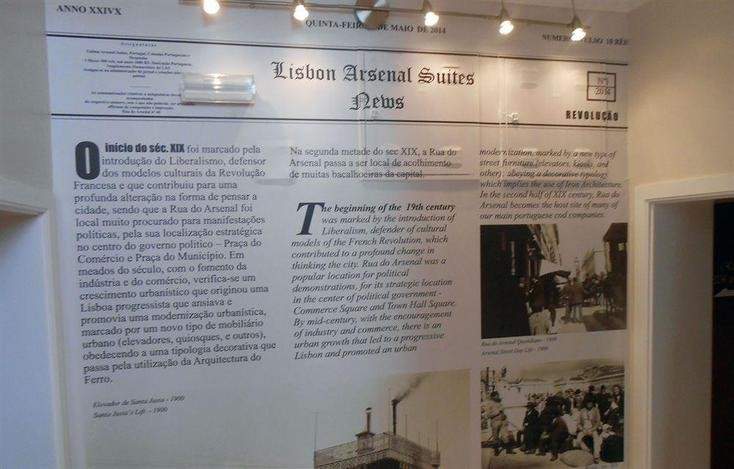 ANNO XXIVX
QUINTA-FEIRA DE MAIO DE 2014
Lisbon Arsenal Suites
News
Nº1
2014
REVOLUÇÃO
O início do séc. XIX foi marcado pela
introdução do Liberalismo, defensor
dos modelos culturais da Revolução
Francesa e que contribuiu para uma
profunda alteração na forma de pensar a
cidade, sendo que a Rua do Arsenal foi
local muito procurado para manifestações
políticas, pela sua localização estratégica
no centro do governo político – Praça do
Comércio e Praça do Município. Em
meados do século, com o fomento da
indústria e do comércio, verifica-se um
crescimento urbanístico que originou uma
Lisboa progressista que ansiava e
promovia uma modernização urbanística,
marcado por um novo tipo de mobiliário
urbano (elevadores, quiosques, e outros),
obedecendo a uma tipologia decorativa que
passa pela utilização da Arquitectura do
Ferro.
Elevador de Santa Justa - 1900
Santa Justa's Lift - 1900
Na segunda metade do sec XIX, a Rua do
Arsenal passa a ser local de acolhimento
de muitas bacalhoeiras da capital.
The beginning of the 19th century
was marked by the introduction of
Liberalism, defender of cultural
models of the French Revolution, which
contributed to a profound change in
thinking the city. Rua do Arsenal was a
popular location for political
demonstrations, for its strategic location
in the center of political government -
Commerce Square and Town Hall Square.
By mid-century, with the encouragement
of industry and commerce, there is an
urban growth that led to a progressive
Lisbon and promoted an urban
modernization, marked by a new type of
street furniture (elevators, kiosks, and
other) ; obeying a decorative typology
which implies the use of Iron Architecture.
In the second half of XIX century, Rua do
Arsenal becomes the host site of many of
our main portuguese cod companies.
Rua do Arsenal Quotidiano - 1900
Arsenal Street Day Life - 1900